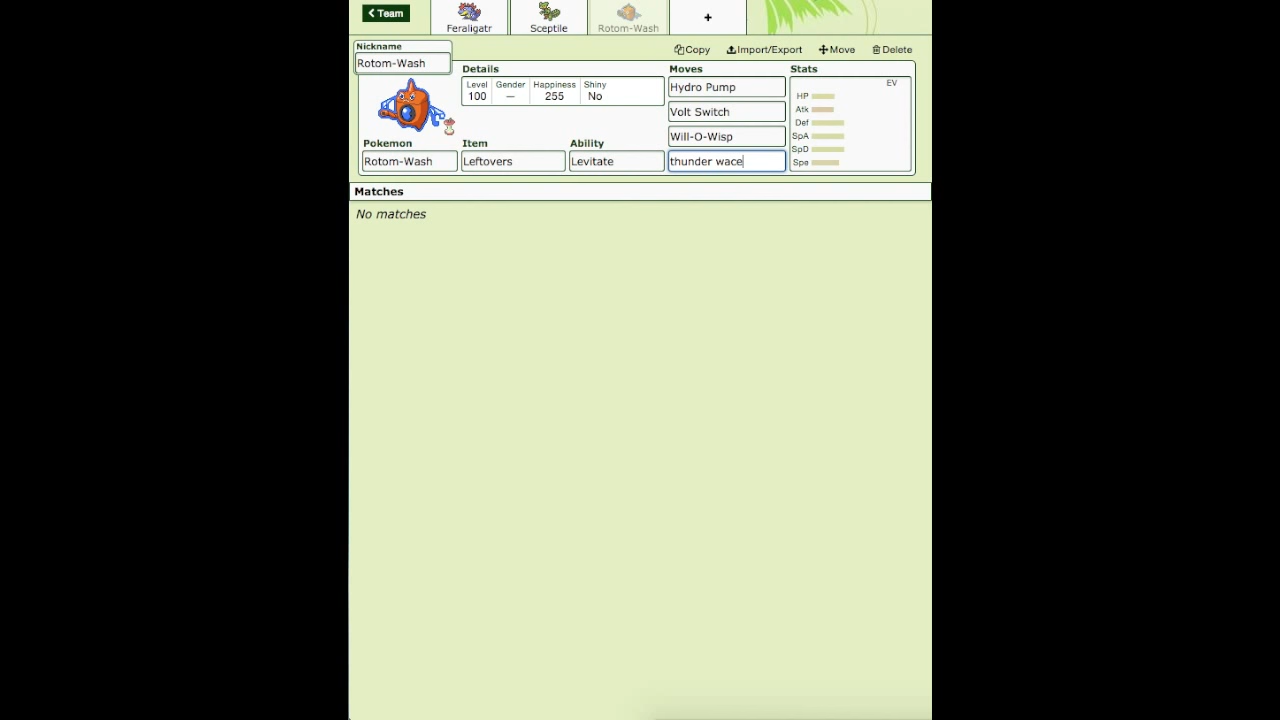 Team
Feraligatr
Sceptile
Rotom-Wash
+
Nickname
Rotom-Wash
Copy
Import/Export
Move
Delete
Details
Level Gender Happiness Shiny
100 — 255 No
Moves
Hydro Pump
Volt Switch
Will-O-Wisp
thunder wace
Stats
EV
HP
Atk
Def
SpA
SpD
Spe
Pokemon
Rotom-Wash
Item
Leftovers
Ability
Levitate
Matches
No matches